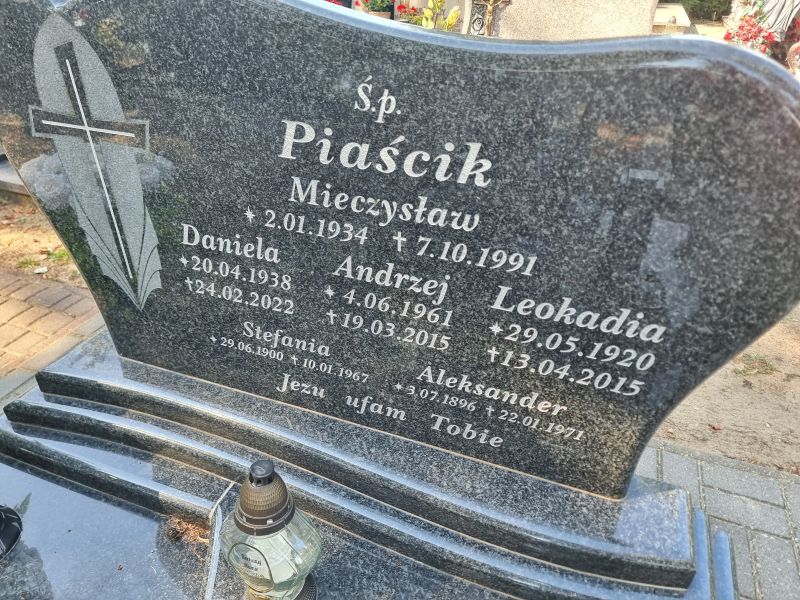 Ś.p.
Piaścik
Mieczysław
* 2.01.1934 † 7.10.1991
Daniela
*20.04.1938
†24.02.2022
Andrzej
* 4.06.1961
†19.03.2015
Leokadia
*29.05.1920
†13.04.2015
Stefania
* 29.06.1900 † 10.01.1967
Aleksander
* 3.07.1896 † 22.01.1971
Jezu ufam Tobie